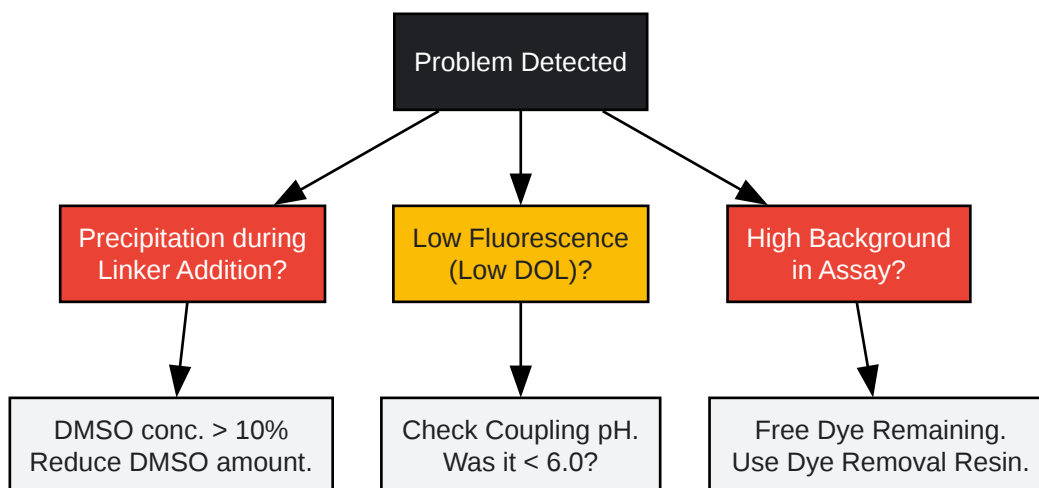 Problem Detected
Precipitation during
Linker Addition?
Low Fluorescence
(Low DOL)?
High Background
in Assay?
DMSO conc. > 10%
Reduce DMSO amount.
Check Coupling pH.
Was it < 6.0?
Free Dye Remaining.
Use Dye Removal Resin.